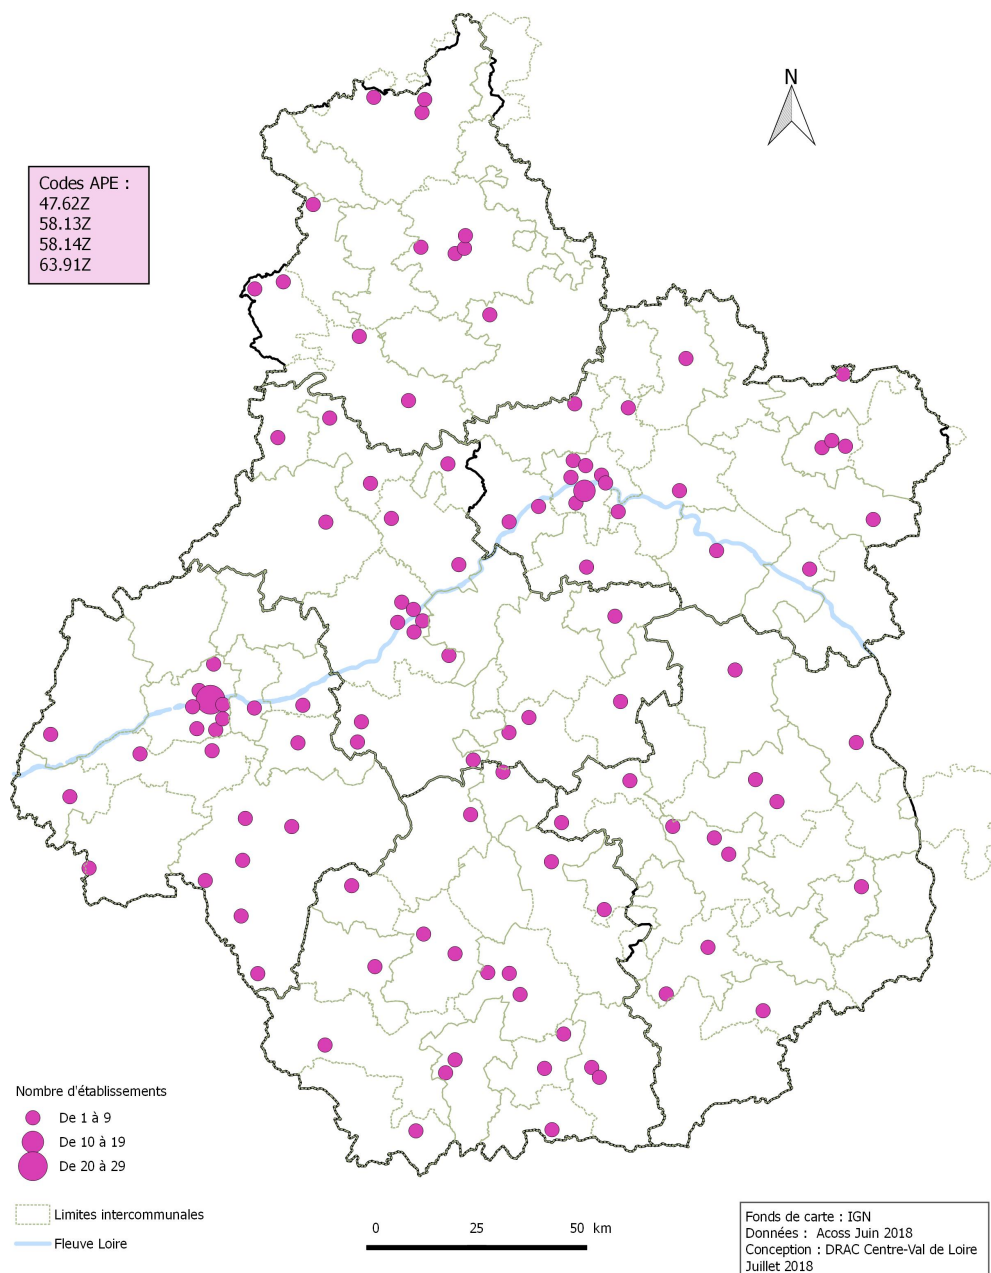 N
Codes APE :
47.62Z
58.13Z
58.14Z
63.91Z
Nombre d'établissements
De 1 à 9
De 10 à 19
De 20 à 29
Limites intercommunales
Fleuve Loire
0 25 50 km
Fonds de carte : IGN
Données : Acoss Juin 2018
Conception : DRAC Centre-Val de Loire
Juillet 2018